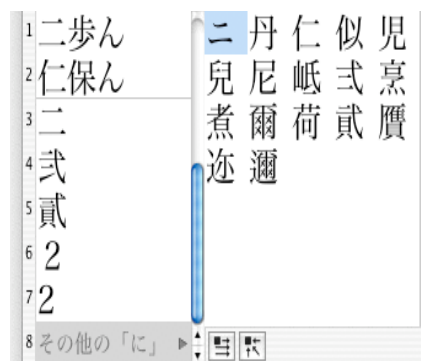 1 二歩ん
2 仁保ん
3 二
4 弐
5 貳
6 ２
7 2
8 その他の「に」
ニ 丹 仁 似 児
兒 尼 岻 弍 烹
煮 爾 荷 貮 贋
迩 邇